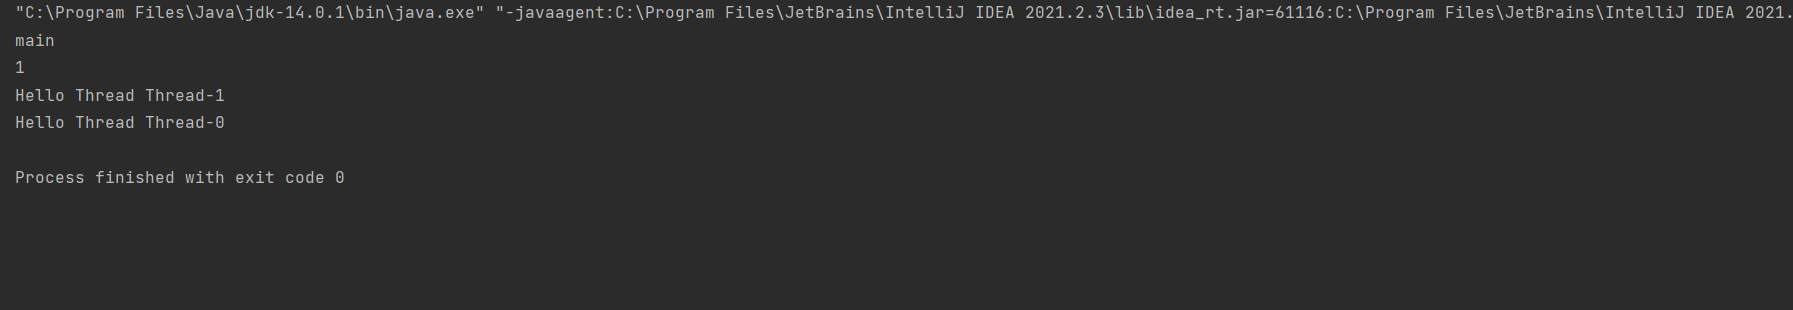 "C:\Program Files\Java\jdk-14.0.1\bin\java.exe" "-javaagent:C:\Program Files\JetBrains\IntelliJ IDEA 2021.2.3\lib\idea_rt.jar=61116:C:\Program Files\JetBrains\IntelliJ IDEA 2021.
main
1
Hello Thread Thread-1
Hello Thread Thread-0
Process finished with exit code 0